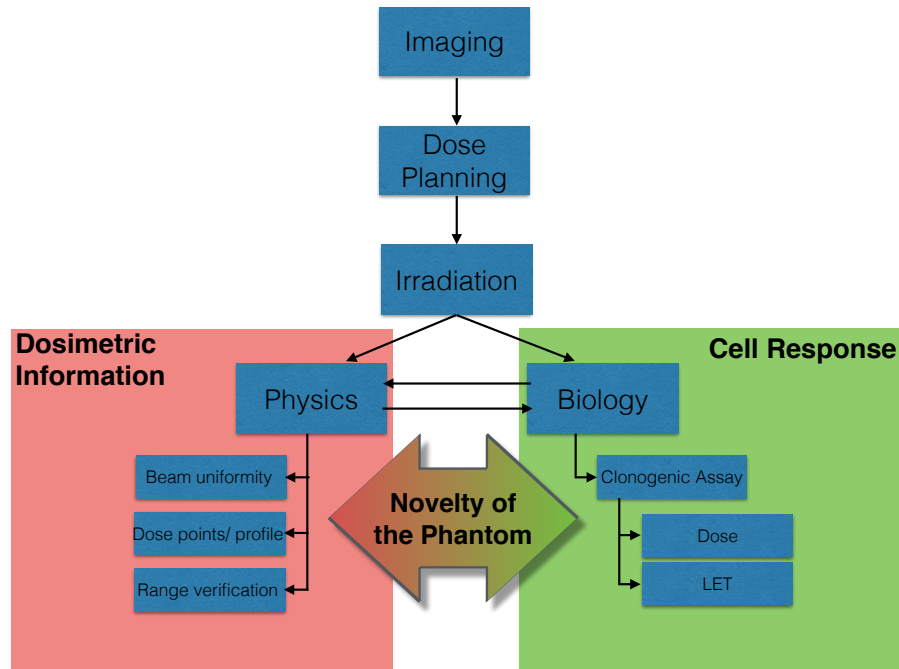 Imaging
Dose
Planning
Irradiation
Dosimetric
Information
Cell Response
Physics
Biology
Beam uniformity
Clonogenic Assay
Novelty of
the Phantom
Dose points/ profile
Dose
Range verification
LET